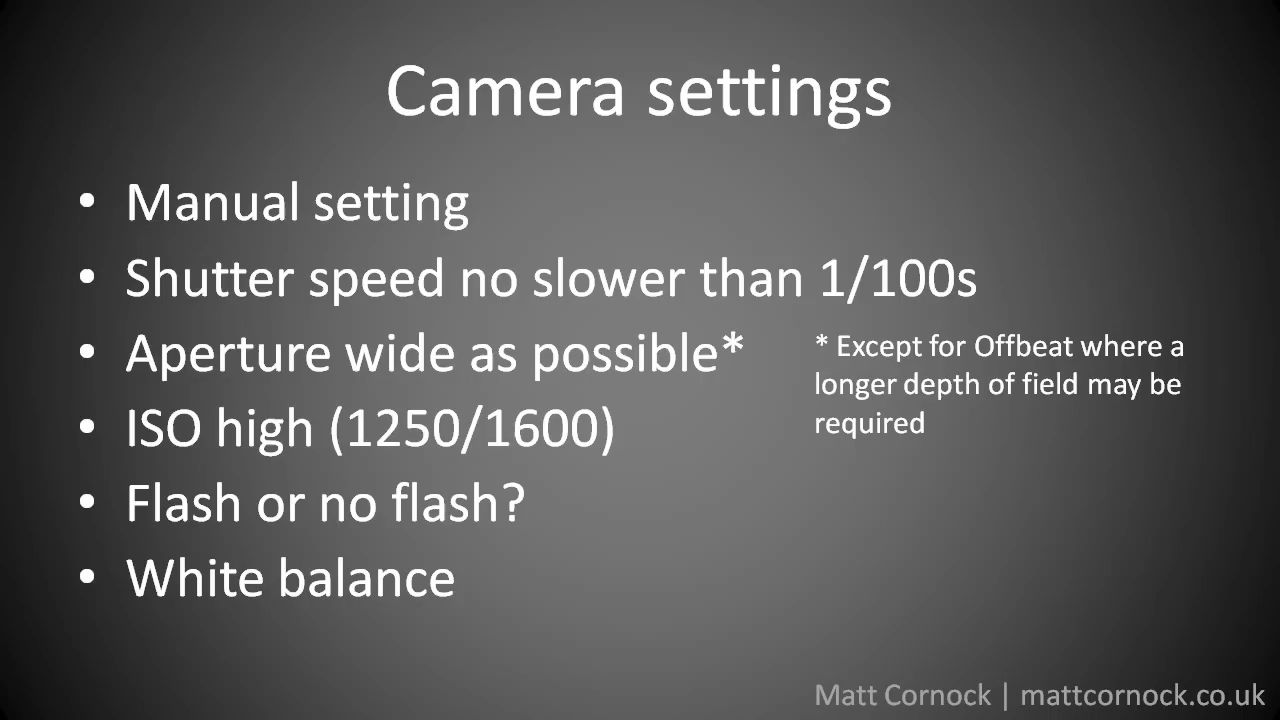 Camera settings
• Manual setting
• Shutter speed no slower than 1/100s
• Aperture wide as possible*
* Except for Offbeat where a
longer depth of field may be
required
• ISO high (1250/1600)
• Flash or no flash?
• White balance
Matt Cornock | mattcornock.co.uk